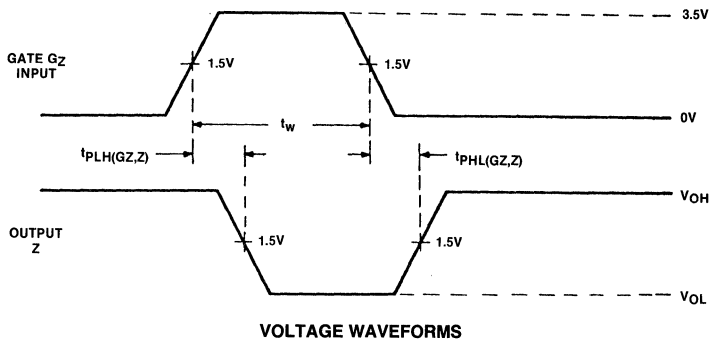 3.5V
GATE GZ
INPUT
1.5V
1.5V
0V
tW
tPLH(GZ,Z)
tPHL(GZ,Z)
VOH
OUTPUT
Z
1.5V
1.5V
VOL
VOLTAGE WAVEFORMS